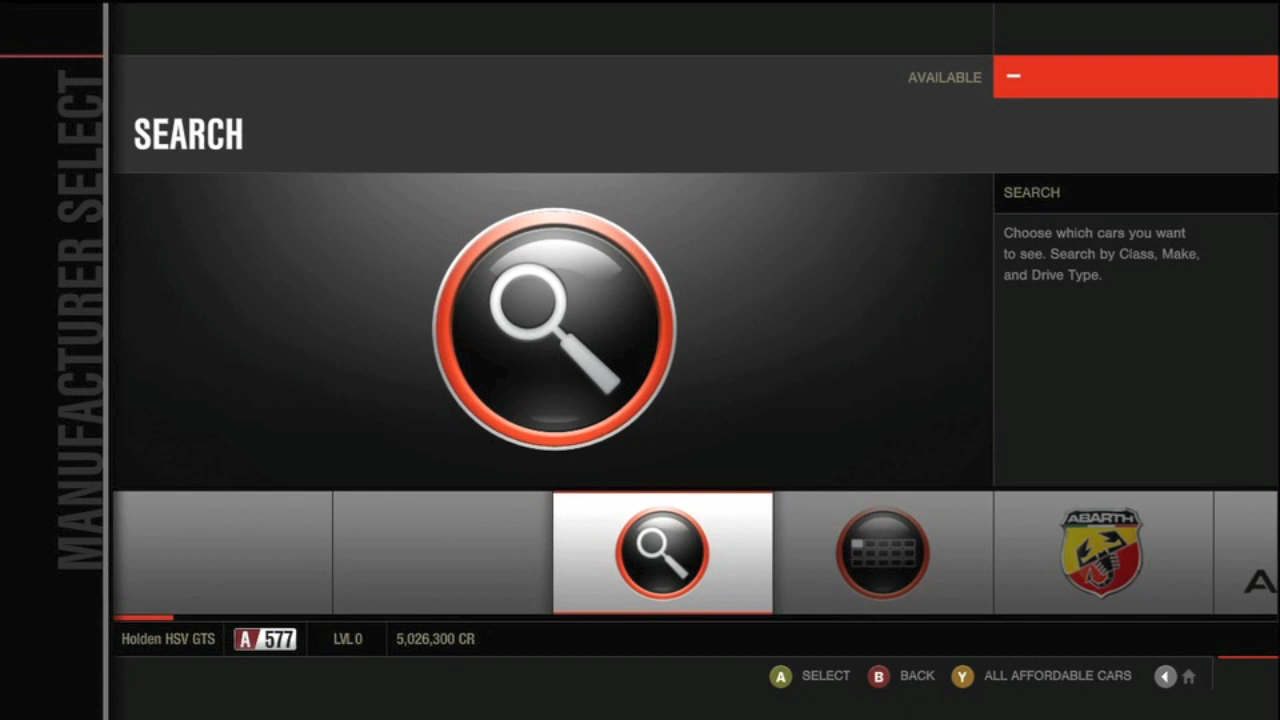 MANUFACTURER SELECT
AVAILABLE
SEARCH
SEARCH
Choose which cars you want
to see. Search by Class, Make,
and Drive Type.
ABARTH
A
Holden HSV GTS A 577 LVL 0 5,026,300 CR
A SELECT B BACK Y ALL AFFORDABLE CARS